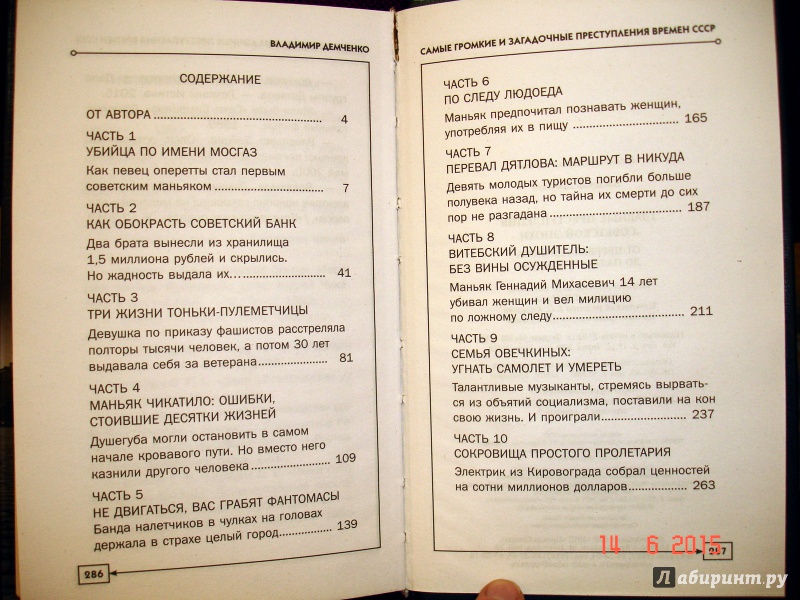 ВЛАДИМИР ДЕМЧЕНКО
СОДЕРЖАНИЕ
ОТ АВТОРА ........ 4
ЧАСТЬ 1
УБИЙЦА ПО ИМЕНИ МОСГАЗ
Как певец оперетты стал первым
советским маньяком ........ 7
ЧАСТЬ 2
КАК ОБОКРАСТЬ СОВЕТСКИЙ БАНК
Два брата вынесли из хранилища
1,5 миллиона рублей и скрылись.
Но жадность выдала их... ........ 41
ЧАСТЬ 3
ТРИ ЖИЗНИ ТОНЬКИ-ПУЛЕМЕТЧИЦЫ
Девушка по приказу фашистов расстреляла
полторы тысячи человек, а потом 30 лет
выдавала себя за ветерана ........ 81
ЧАСТЬ 4
МАНЬЯК ЧИКАТИЛО: ОШИБКИ,
СТОИВШИЕ ДЕСЯТКИ ЖИЗНЕЙ
Душегуба могли остановить в самом
начале кровавого пути. Но вместо него
казнили другого человека ........ 109
ЧАСТЬ 5
НЕ ДВИГАТЬСЯ, ВАС ГРАБЯТ ФАНТОМАСЫ
Банда налетчиков в чулках на головах
держала в страхе целый город ........ 139
286
САМЫЕ ГРОМКИЕ И ЗАГАДОЧНЫЕ ПРЕСТУПЛЕНИЯ ВРЕМЕН СССР
ЧАСТЬ 6
ПО СЛЕДУ ЛЮДОЕДА
Маньяк предпочитал познавать женщин,
употребляя их в пищу ........ 165
ЧАСТЬ 7
ПЕРЕВАЛ ДЯТЛОВА: МАРШРУТ В НИКУДА
Девять молодых туристов погибли больше
полувека назад, но тайна их смерти до сих
пор не разгадана ........ 187
ЧАСТЬ 8
ВИТЕБСКИЙ ДУШИТЕЛЬ:
БЕЗ ВИНЫ ОСУЖДЕННЫЕ
Маньяк Геннадий Михасевич 14 лет
убивал женщин и вел милицию
по ложному следу ........ 211
ЧАСТЬ 9
СЕМЬЯ ОВЕЧКИНЫХ:
УГНАТЬ САМОЛЕТ И УМЕРЕТЬ
Талантливые музыканты, стремясь вырвать-
ся из объятий социализма, поставили на кон
свою жизнь. И проиграли ........ 237
ЧАСТЬ 10
СОКРОВИЩА ПРОСТОГО ПРОЛЕТАРИЯ
Электрик из Кировограда собрал ценностей
на сотни миллионов долларов ........ 263
14 6 2015
287
Лабиринт.ру